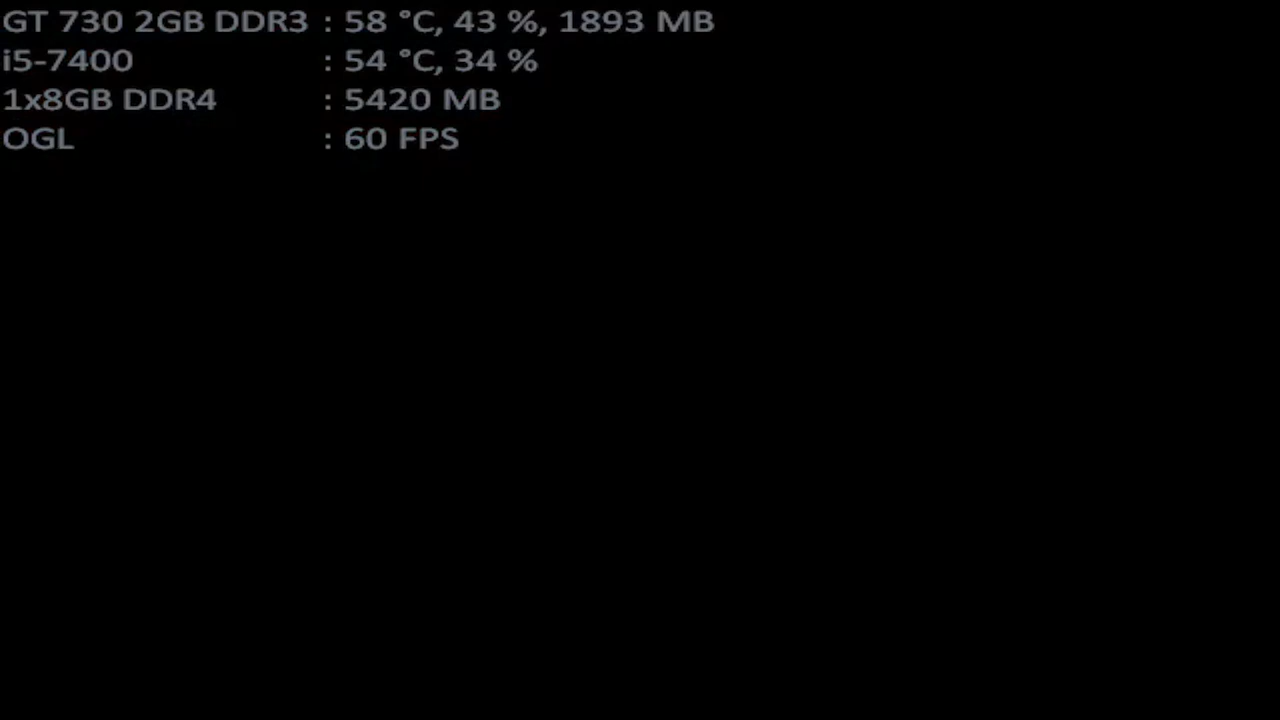 GT 730 2GB DDR3 : 58 °C, 43 %, 1893 MB
i5-7400 : 54 °C, 34 %
1x8GB DDR4 : 5420 MB
OGL : 60 FPS